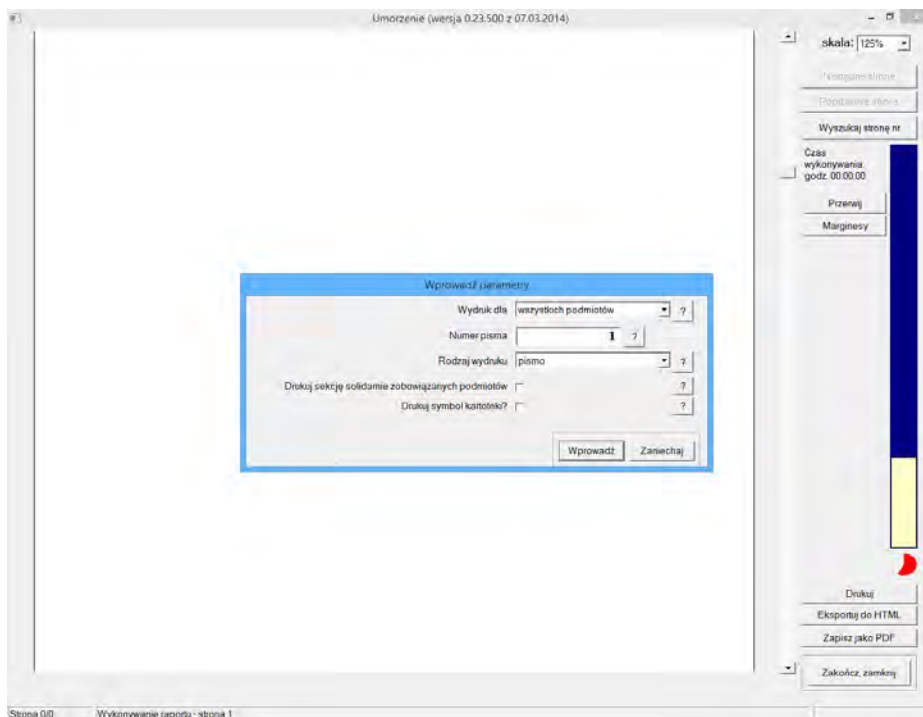 Umorzenie (wersja 0.23.500 z 07.03.2014)
skala: 125%
Następna strona
Poprzednia strona
Wyszukaj stronę nr
Czas
wykonywania:
godz. 00:00:00
Przerwij
Marginesy
Wprowadź parametry
Wydruk dla wszystkich podmiotów ?
Numer pisma 1 ?
Rodzaj wydruku pismo ?
Drukuj sekcję solidarnie zobowiązanych podmiotów ?
Drukuj symbol kartoteki? ?
Wprowadź Zaniechaj
Drukuj
Eksportuj do HTML
Zapisz jako PDF
Zakończ, zamknij
Strona 0/0 Wykonywanie raportu - strona 1